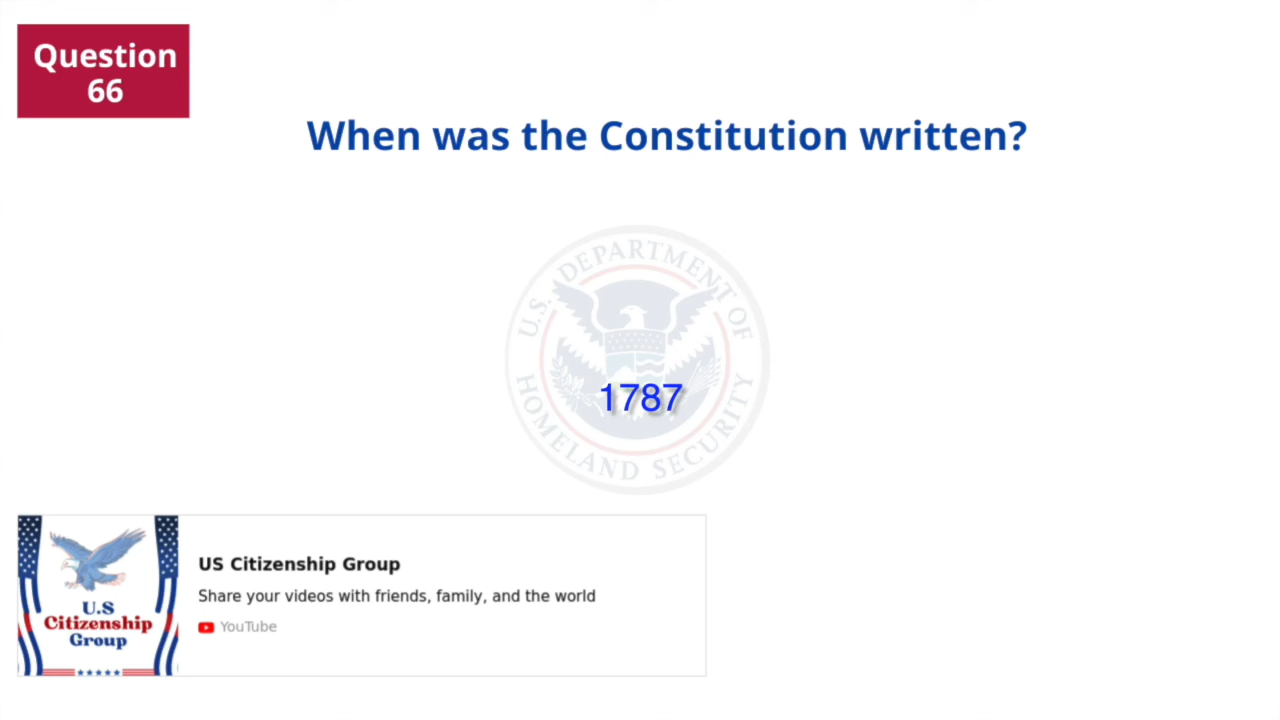 Question
66
When was the Constitution written?
U.S. DEPARTMENT OF
HOMELAND SECURITY
1787
U.S
Citizenship
Group
US Citizenship Group
Share your videos with friends, family, and the world
YouTube